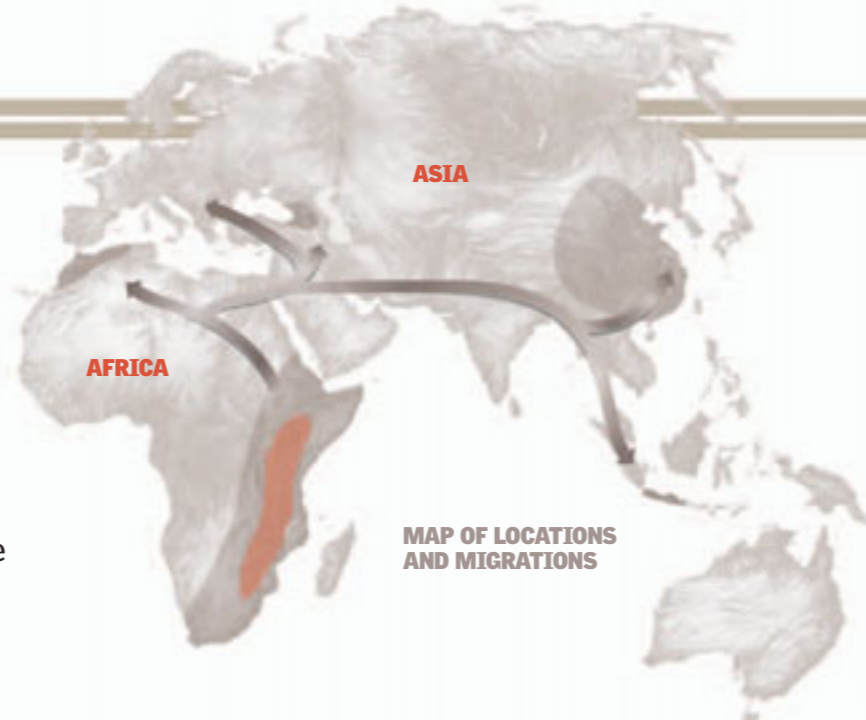 ASIA
AFRICA
e
MAP OF LOCATIONS
AND MIGRATIONS